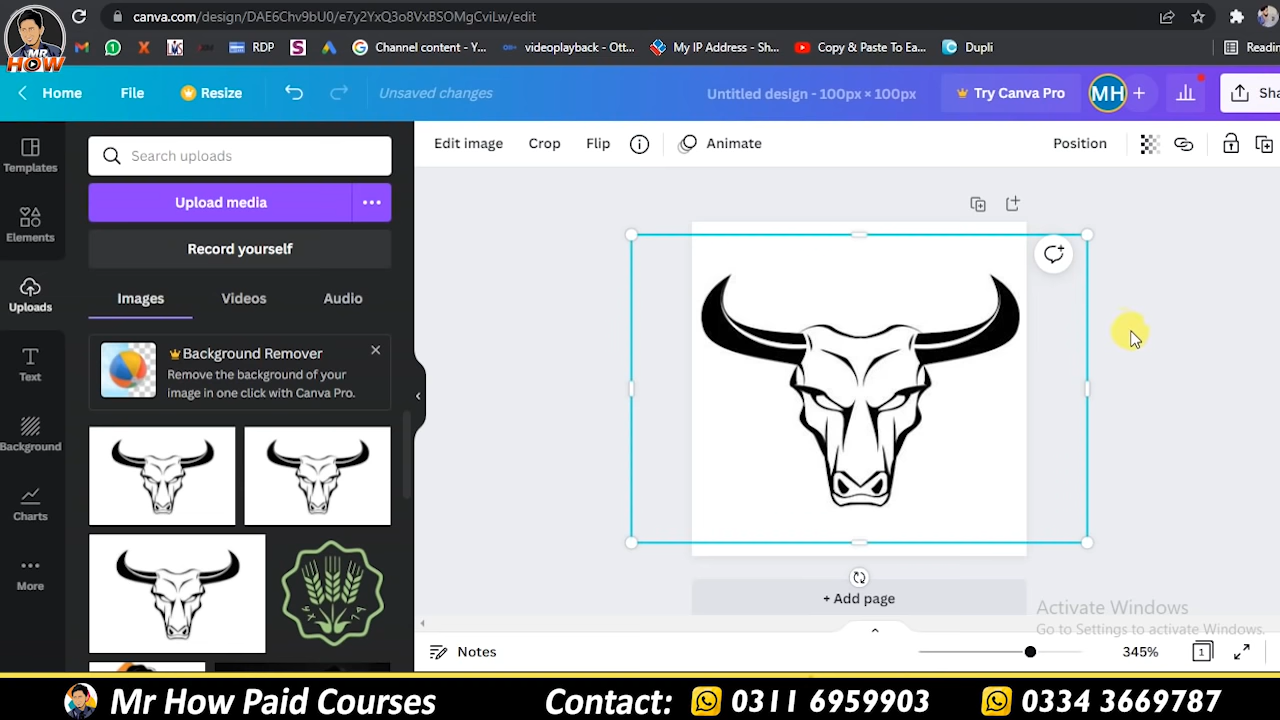 canva.com/design/DAE6Chv9bU0/e7y2YxQ3o8VxBSOMgCviLw/edit
MR
HOW
RDP
S
Channel content - Y...
videoplayback - Ott...
My IP Address - Sh...
Copy & Paste To Ea...
Dupli
Readin
Home
File
Resize
Unsaved changes
Untitled design - 100px × 100px
Try Canva Pro
MH
+
Sha
Templates
Elements
Uploads
Text
Background
Charts
More
Search uploads
Upload media
Record yourself
Images
Videos
Audio
Background Remover
Remove the background of your
image in one click with Canva Pro.
Edit image
Crop
Flip
Animate
Position
+ Add page
Activate Windows
Go to Settings to activate Windows.
Notes
345%
1
Mr How Paid Courses
Contact:
0311 6959903
0334 3669787